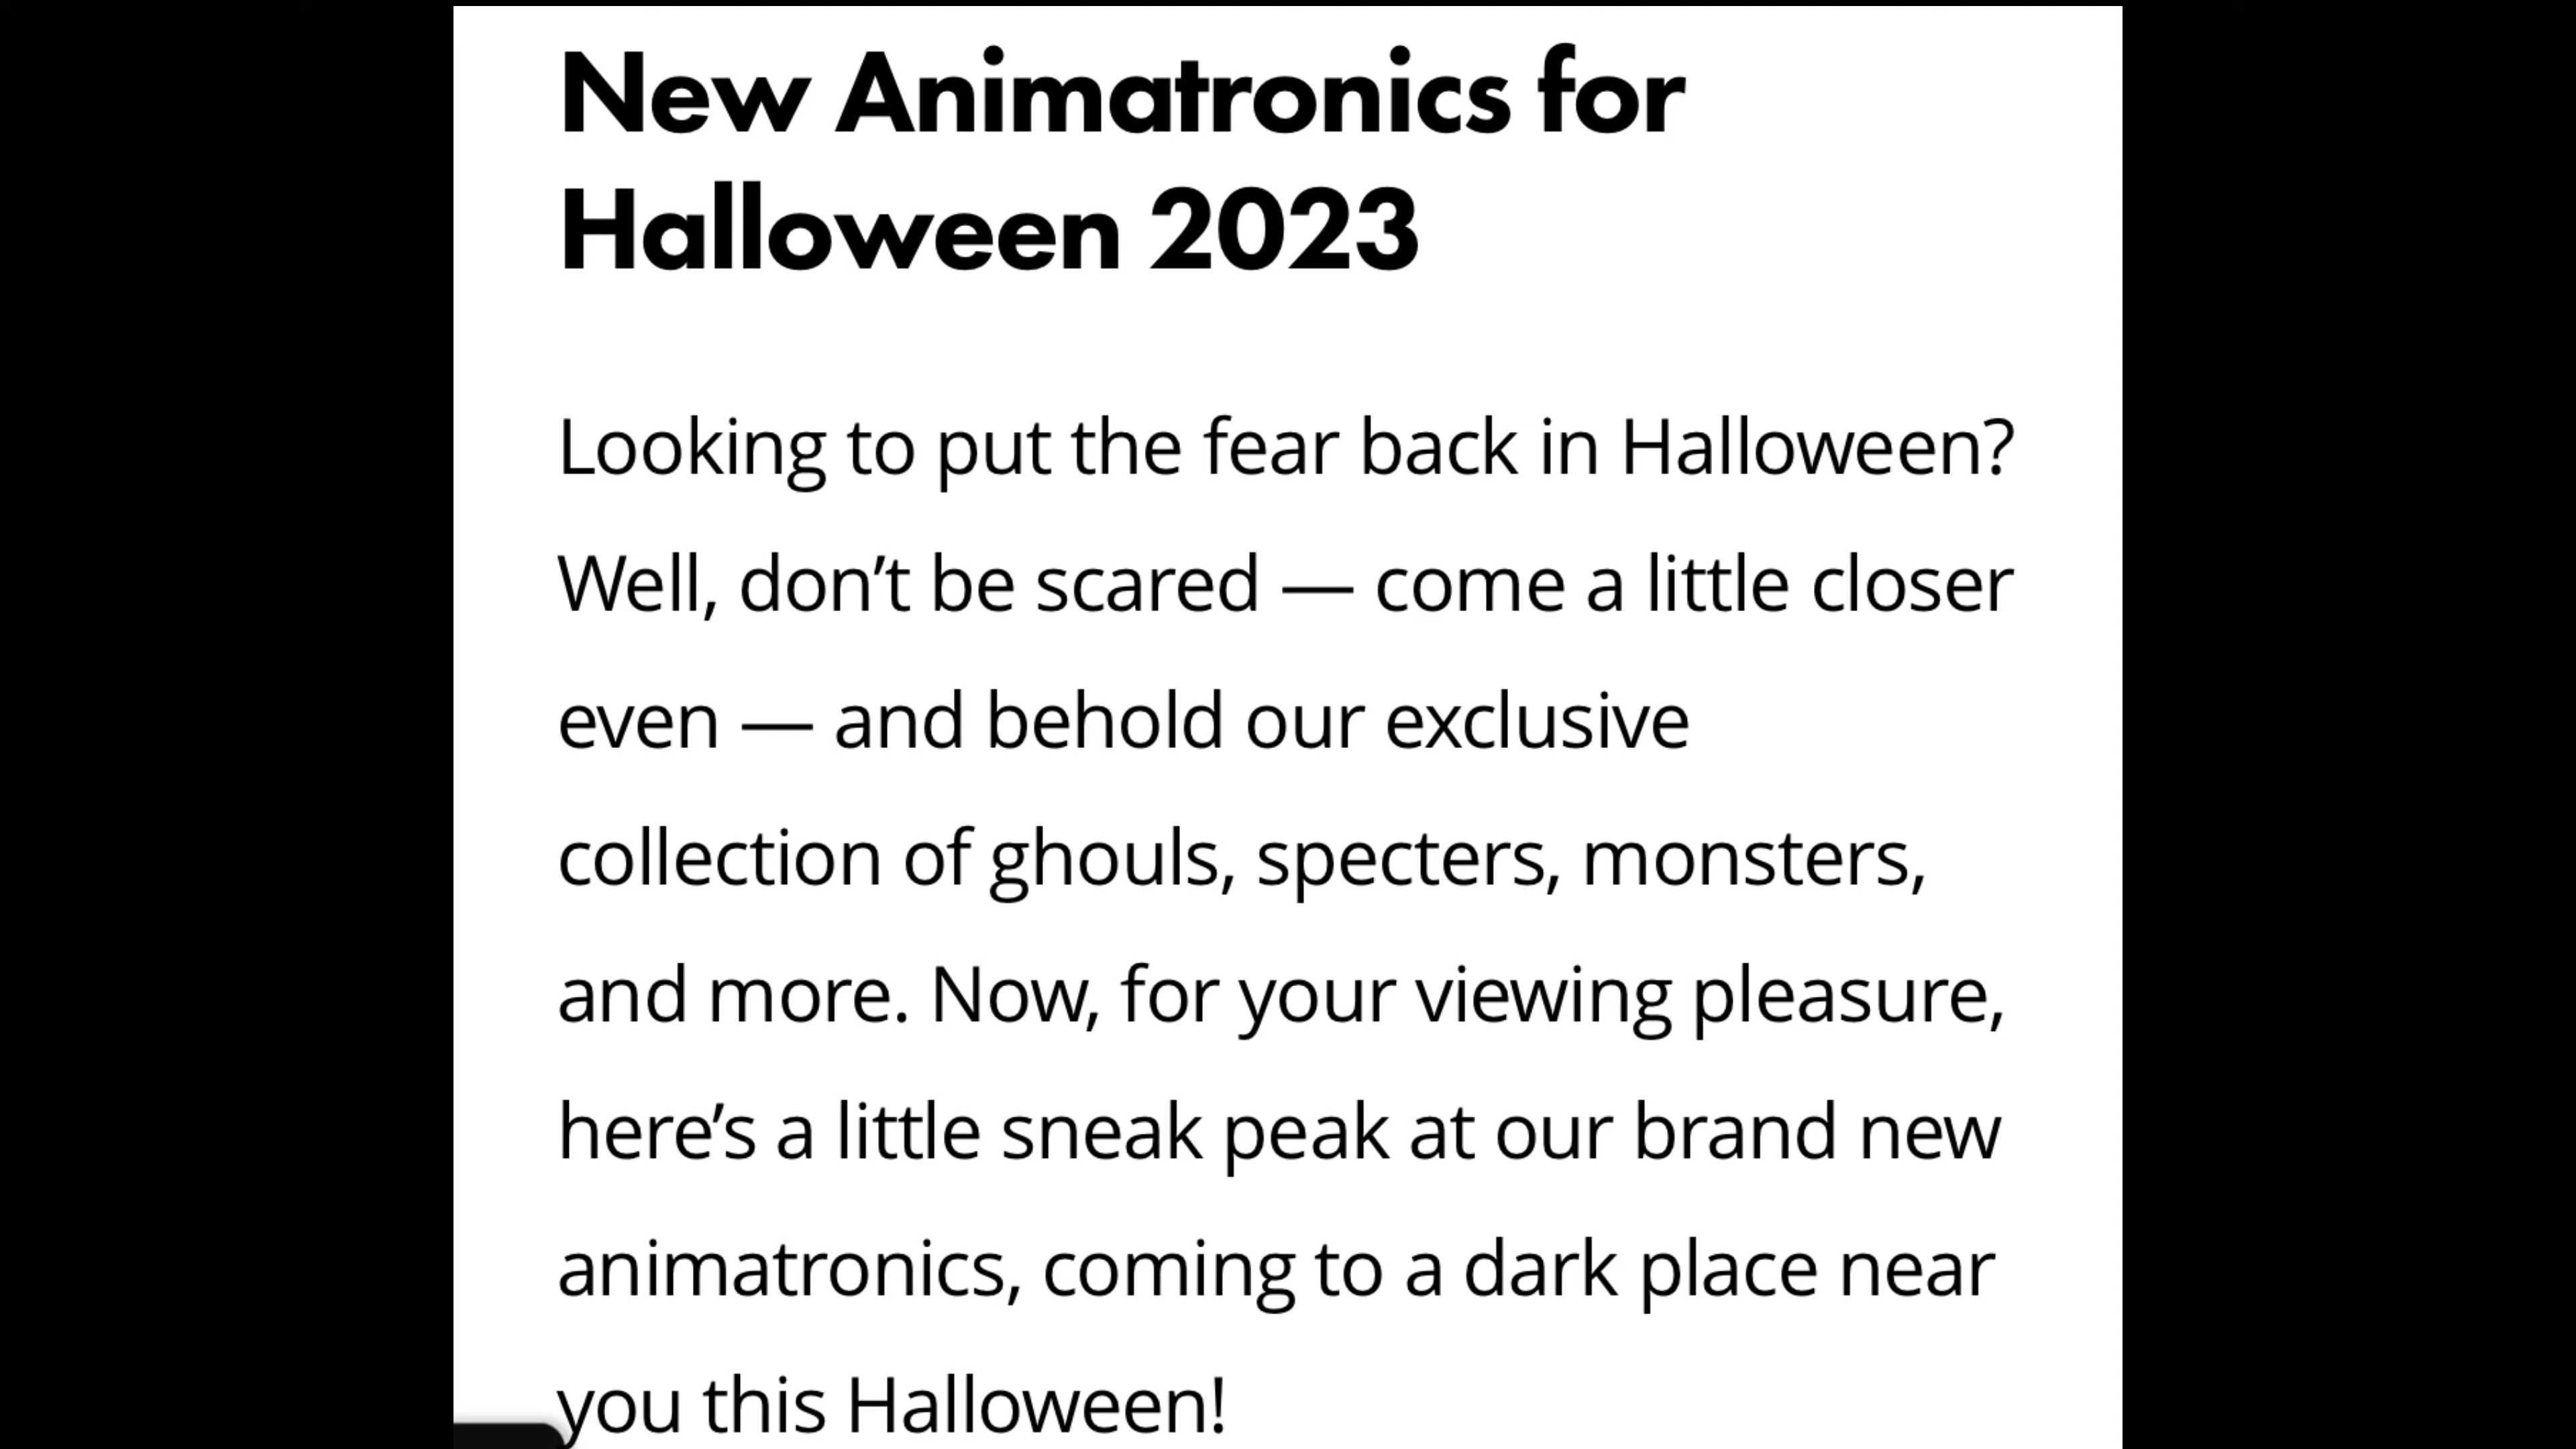 New Animatronics for
Halloween 2023
Looking to put the fear back in Halloween?
Well, don’t be scared — come a little closer
even — and behold our exclusive
collection of ghouls, specters, monsters,
and more. Now, for your viewing pleasure,
here’s a little sneak peak at our brand new
animatronics, coming to a dark place near
you this Halloween!